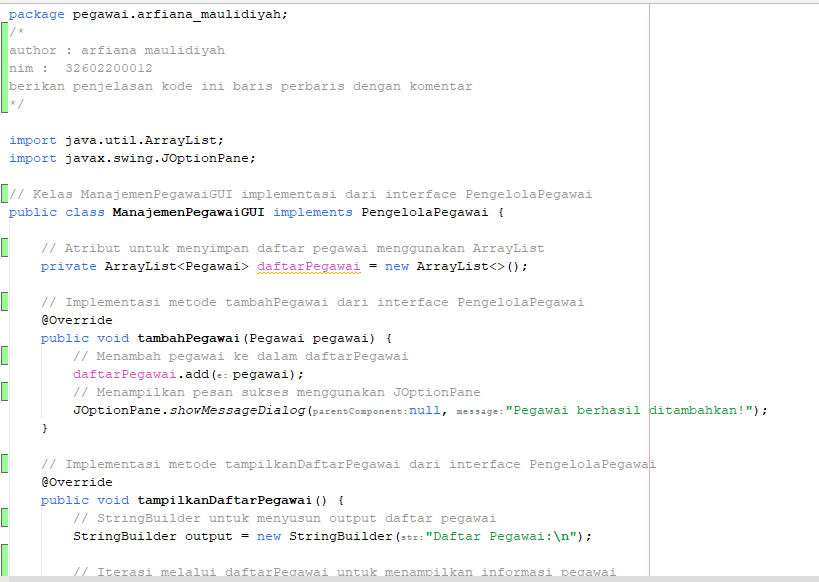 package pegawai.arfiana_maulidiyah;
/*
author : arfiana maulidiyah
nim :  32602200012
berikan penjelasan kode ini baris perbaris dengan komentar
*/
import java.util.ArrayList;
import javax.swing.JOptionPane;
// Kelas ManajemenPegawaiGUI implementasi dari interface PengelolaPegawai
public class ManajemenPegawaiGUI implements PengelolaPegawai {
// Atribut untuk menyimpan daftar pegawai menggunakan ArrayList
private ArrayList<Pegawai> daftarPegawai = new ArrayList<>();
// Implementasi metode tambahPegawai dari interface PengelolaPegawai
@Override
public void tambahPegawai(Pegawai pegawai) {
// Menambah pegawai ke dalam daftarPegawai
daftarPegawai.add(e: pegawai);
// Menampilkan pesan sukses menggunakan JOptionPane
JOptionPane.showMessageDialog(parentComponent:null, message:"Pegawai berhasil ditambahkan!");
}
// Implementasi metode tampilkanDaftarPegawai dari interface PengelolaPegawai
@Override
public void tampilkanDaftarPegawai() {
// StringBuilder untuk menyusun output daftar pegawai
StringBuilder output = new StringBuilder(str:"Daftar Pegawai:\n");
// Iterasi melalui daftarPegawai untuk menampilkan informasi pegawai